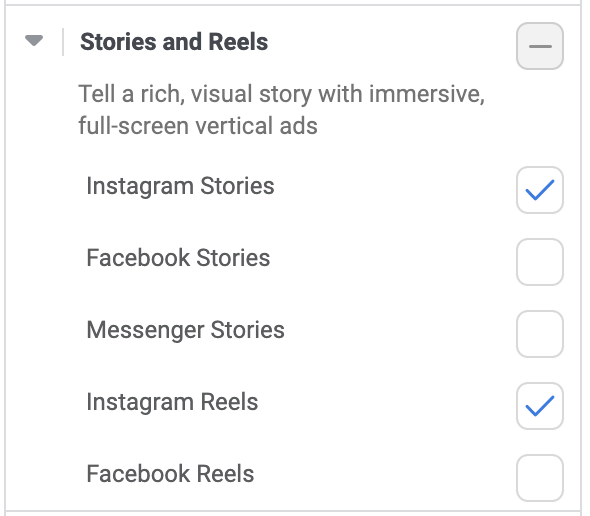 Stories and Reels
Tell a rich, visual story with immersive,
full-screen vertical ads
Instagram Stories
Facebook Stories
Messenger Stories
Instagram Reels
Facebook Reels